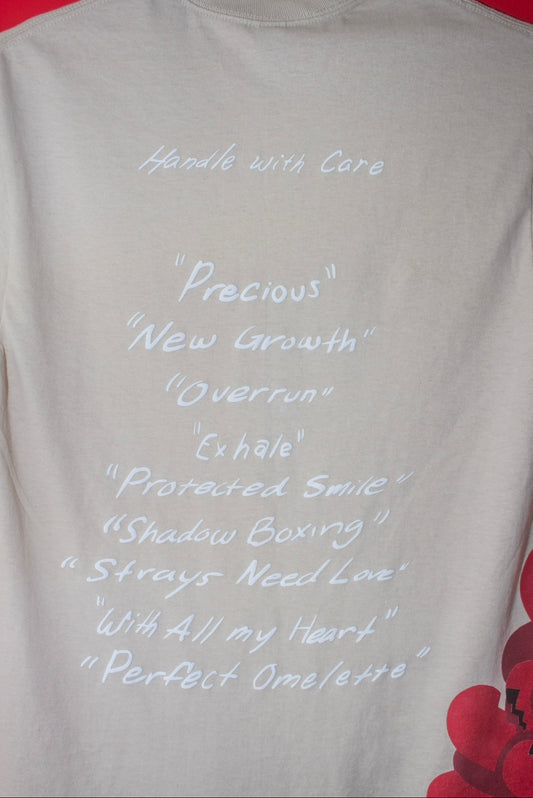 Handle with Care
"Precious"
"New Growth"
"Overrun"
"Exhale"
"Protected Smile"
"Shadow Boxing"
"Strays Need Love"
"With All my Heart"
"Perfect Omelette"